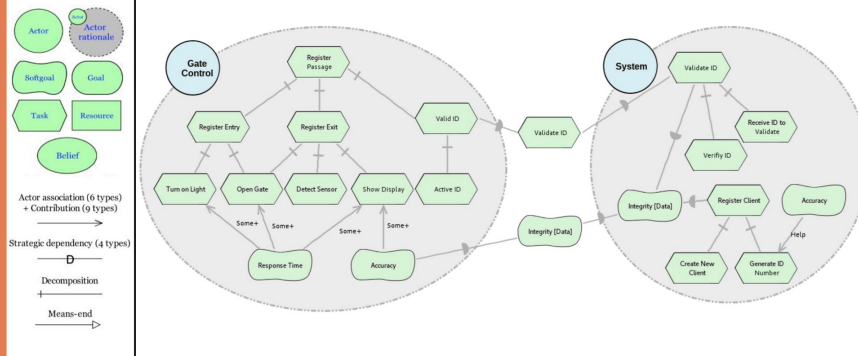 Actor
Actor
Actor
rationale
Softgoal
Goal
Task
Resource
Belief
Actor association (6 types)
+ Contribution (9 types)
Strategic dependency (4 types)
D
Decomposition
Means-end
Gate
Control
Register
Passage
Register Entry
Register Exit
Valid ID
Turn on Light
Open Gate
Detect Sensor
Show Display
Active ID
Some+
Some+
Some+
Some+
Response Time
Accuracy
Validate ID
Integrity [Data]
System
Validate ID
Receive ID to
Validate
Verifiy ID
Integrity [Data]
Register Client
Accuracy
Help
Create New
Client
Generate ID
Number